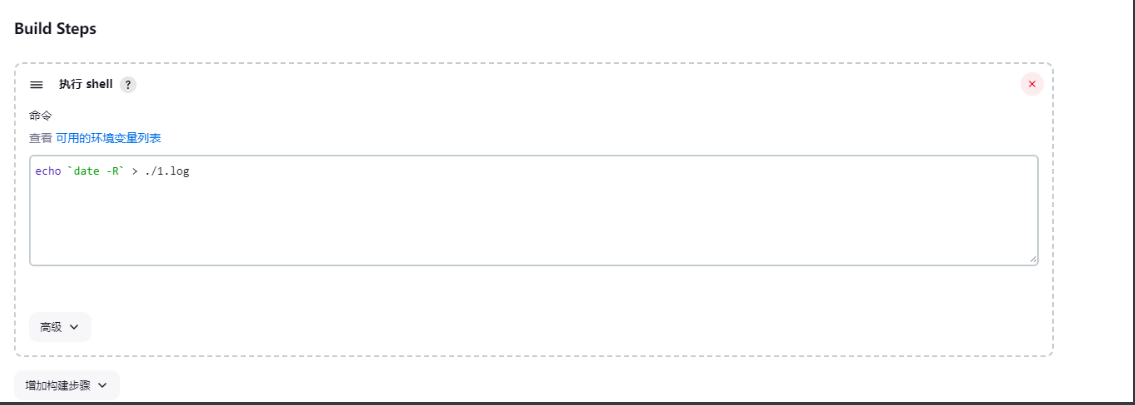 Build Steps
执行 shell ?
命令
查看 可用的环境变量列表
echo `date -R` > ./1.log
高级
增加构建步骤